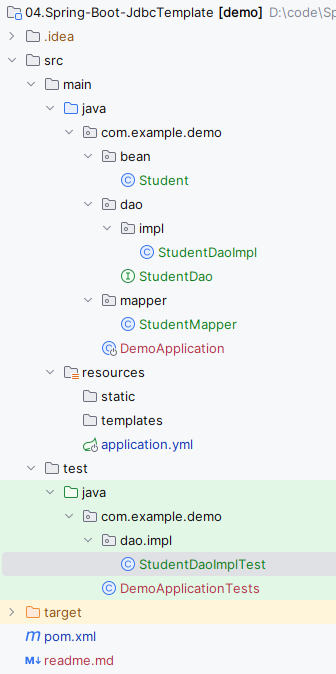 04.Spring-Boot-JdbcTemplate [demo] D:\code\Sp
.idea
src
main
java
com.example.demo
bean
Student
dao
impl
StudentDaoImpl
StudentDao
mapper
StudentMapper
DemoApplication
resources
static
templates
application.yml
test
java
com.example.demo
dao.impl
StudentDaoImplTest
DemoApplicationTests
target
pom.xml
readme.md